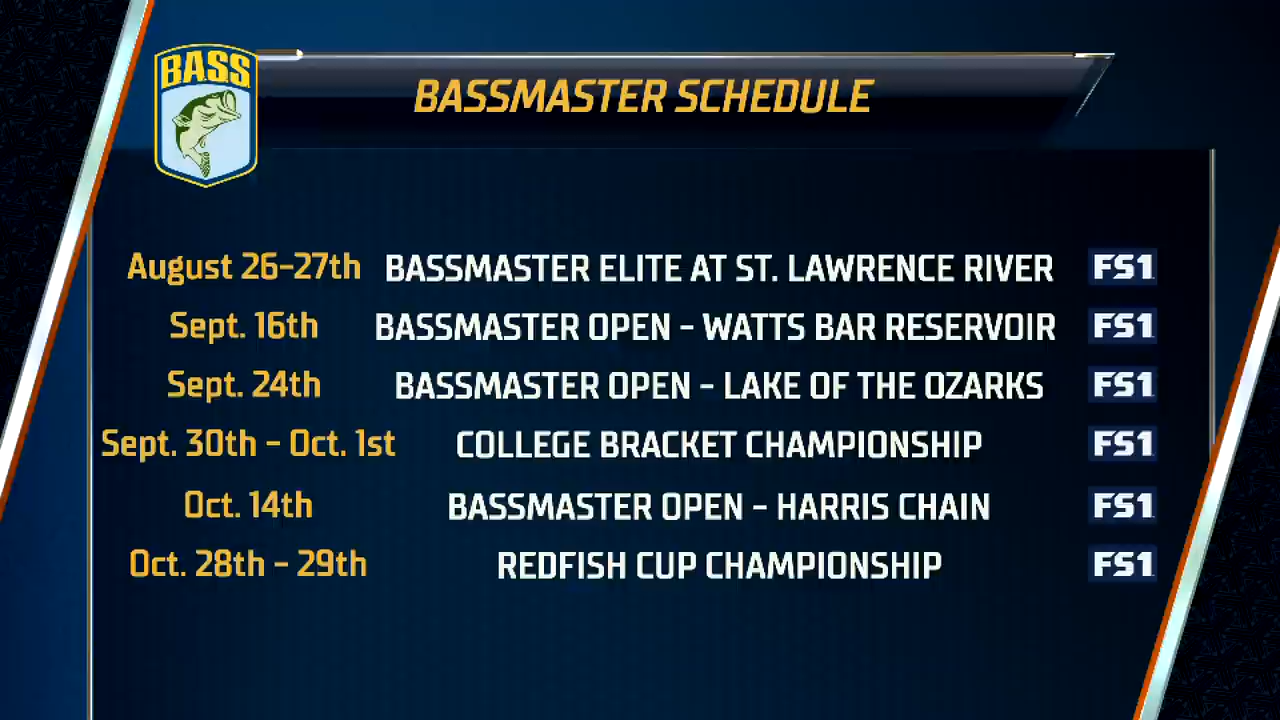 BASS
BASSMASTER SCHEDULE
August 26-27th BASSMASTER ELITE AT ST. LAWRENCE RIVER FS1
Sept. 16th BASSMASTER OPEN - WATTS BAR RESERVOIR FS1
Sept. 24th BASSMASTER OPEN - LAKE OF THE OZARKS FS1
Sept. 30th - Oct. 1st COLLEGE BRACKET CHAMPIONSHIP FS1
Oct. 14th BASSMASTER OPEN - HARRIS CHAIN FS1
Oct. 28th - 29th REDFISH CUP CHAMPIONSHIP FS1